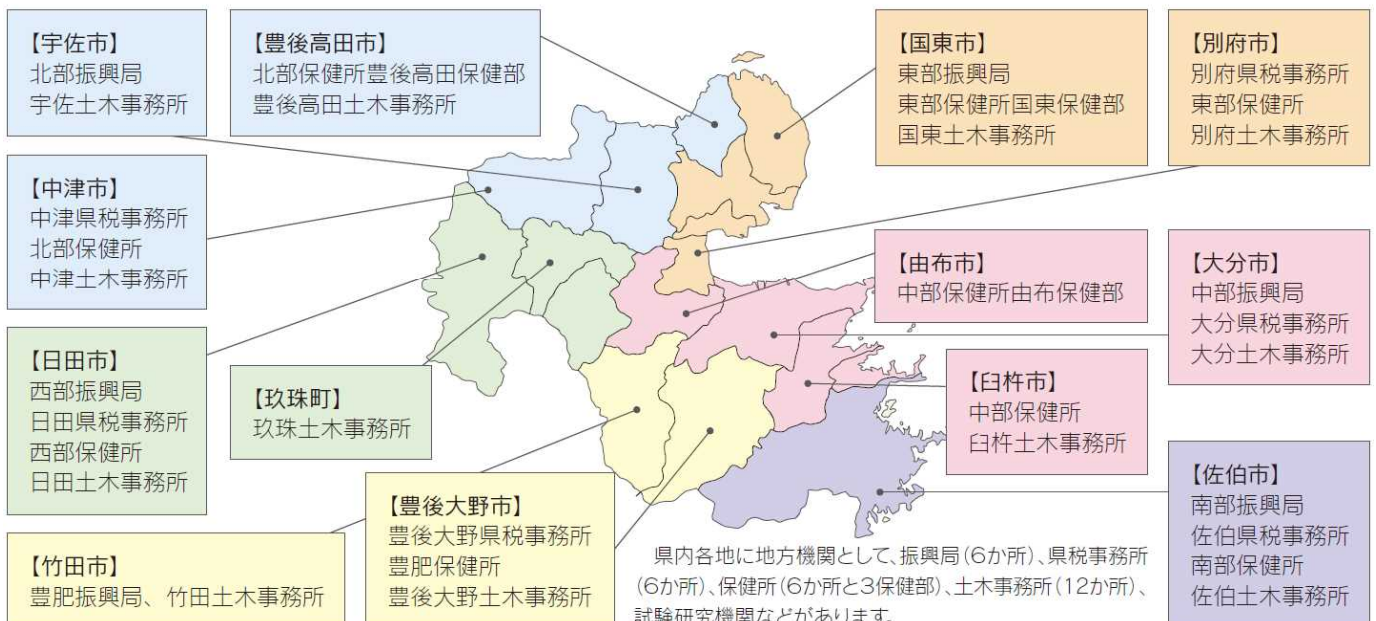 【宇佐市】
北部振興局
宇佐土木事務所
【豊後高田市】
北部保健所豊後高田保健部
豊後高田土木事務所
【国東市】
東部振興局
東部保健所国東保健部
国東土木事務所
【別府市】
別府県税事務所
東部保健所
別府土木事務所
【中津市】
中津県税事務所
北部保健所
中津土木事務所
【由布市】
中部保健所由布保健部
【大分市】
中部振興局
大分県税事務所
大分土木事務所
【日田市】
西部振興局
日田県税事務所
西部保健所
日田土木事務所
【玖珠町】
玖珠土木事務所
【臼杵市】
中部保健所
臼杵土木事務所
【竹田市】
豊肥振興局、竹田土木事務所
【豊後大野市】
豊後大野県税事務所
豊肥保健所
豊後大野土木事務所
【佐伯市】
南部振興局
佐伯県税事務所
南部保健所
佐伯土木事務所
県内各地に地方機関として、振興局(6か所)、県税事務所
(6か所)、保健所(6か所と3保健部)、土木事務所(12か所)、
試験研究機関などがあります。